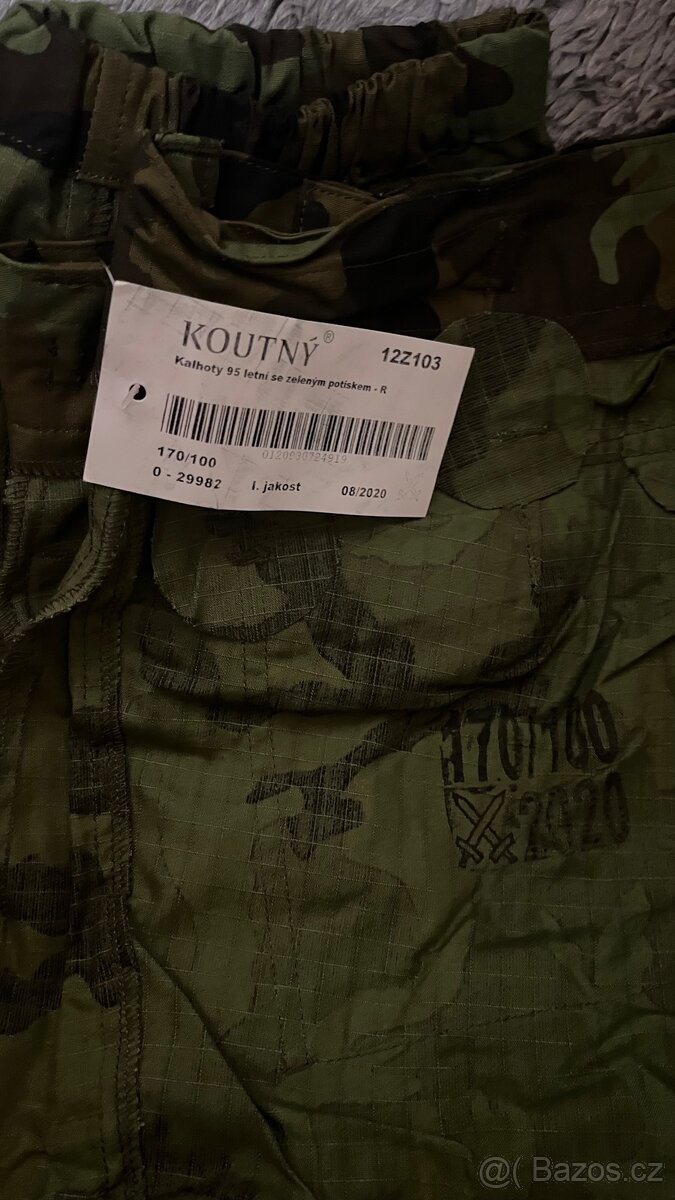 KOUTNÝ® 12Z103
Kalhoty 95 letní se zeleným potiskem - R
0120930724919
170/100
0 - 29982 I. jakost 08/2020
170/100
2020
@( Bazos.cz